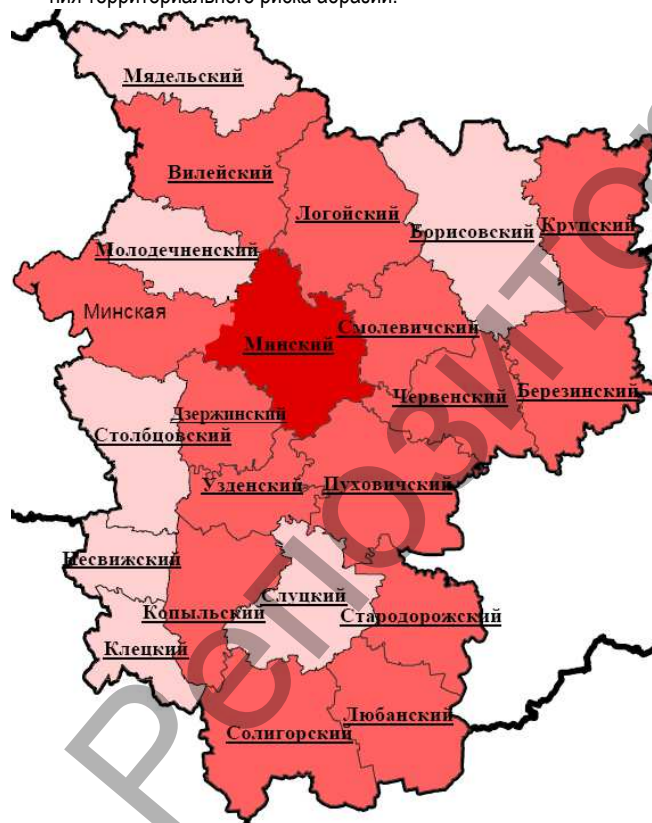 ния территориального риска абразии.
Мядельский
Вилейский
Логойский
Борисовский
Крупский
Молодечненский
Минская
Смолевичский
Минский
Червенский
Березинский
Дзержинский
Столбцовский
Узденский
Пуховичский
Несвижский
Слуцкий
Копыльский
Стародорожский
Клецкий
Любанский
Солигорский